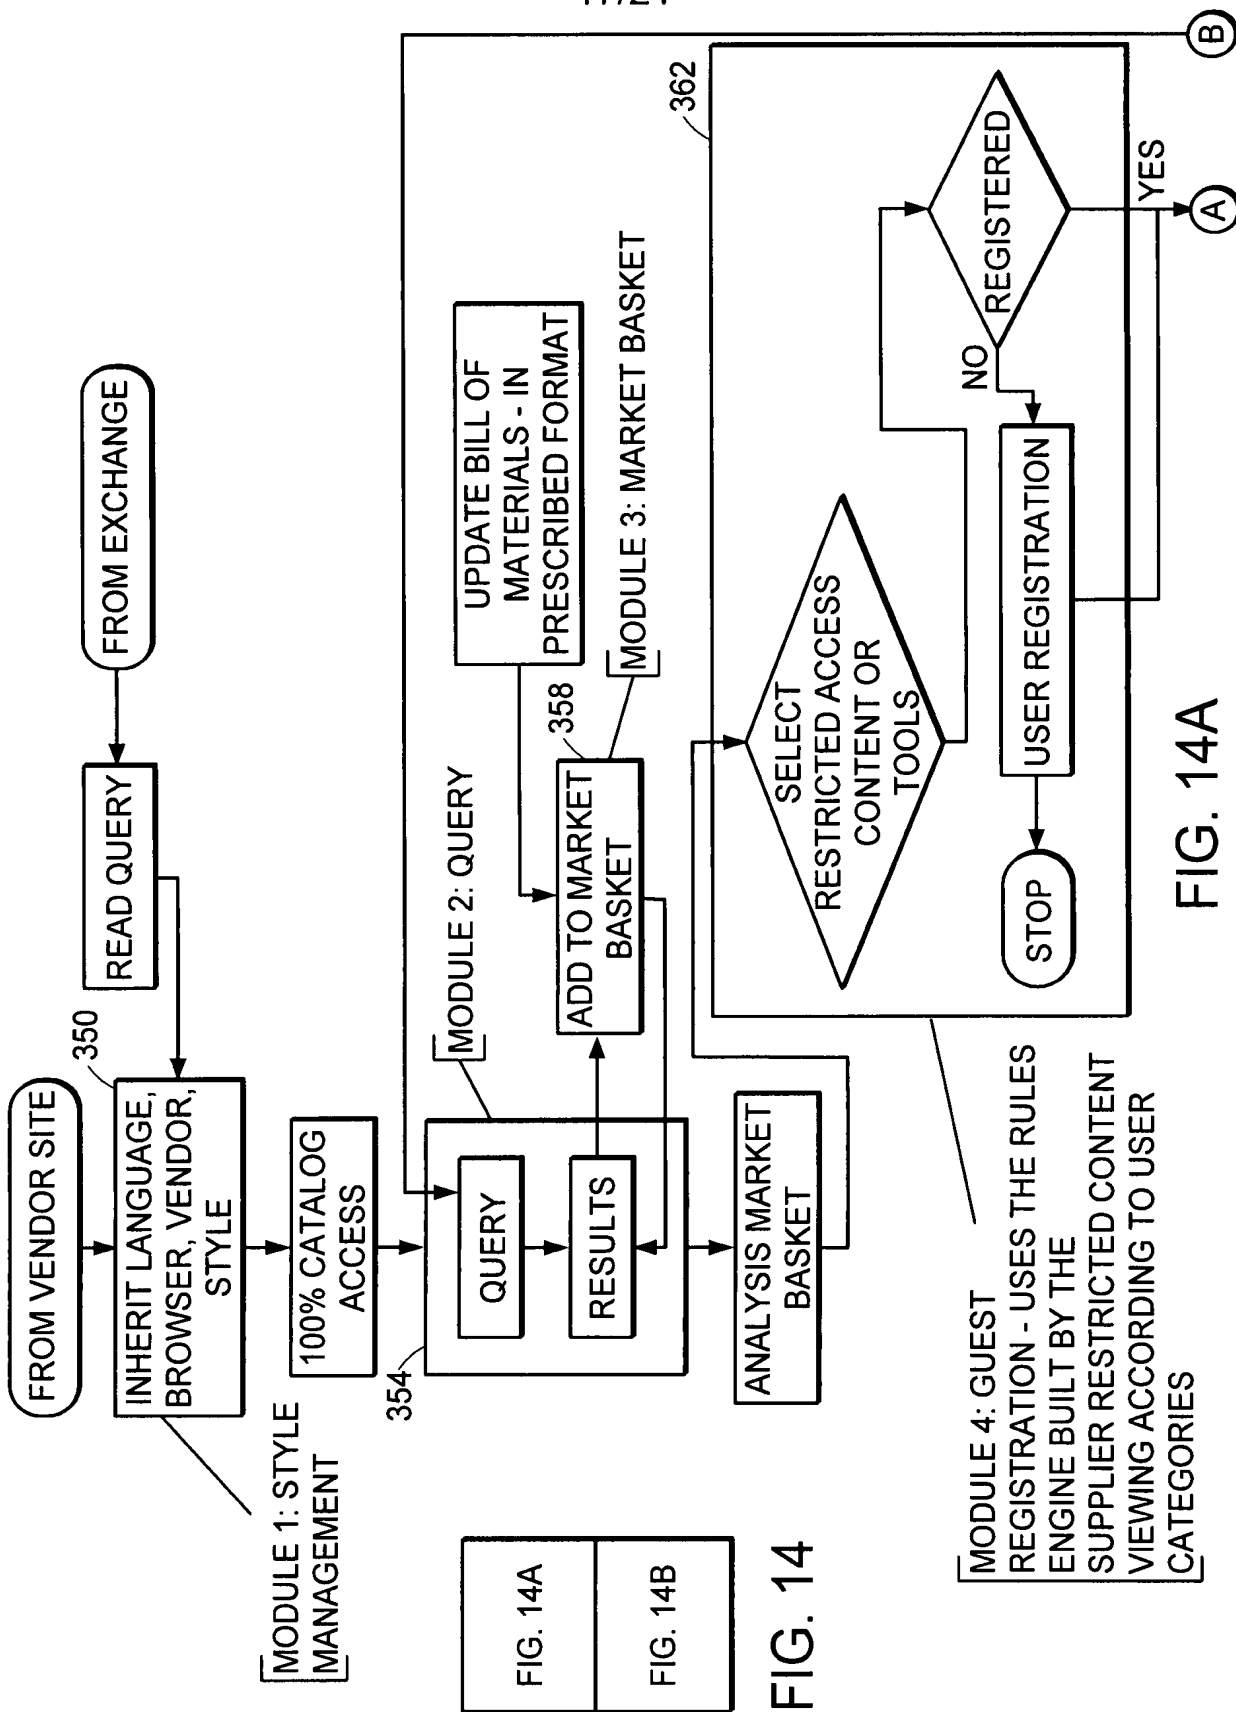 FROM VENDOR SITE
350
INHERIT LANGUAGE,
BROWSER, VENDOR,
STYLE
MODULE 1: STYLE
MANAGEMENT
READ QUERY
FROM EXCHANGE
100% CATALOG
ACCESS
354
MODULE 2: QUERY
QUERY
RESULTS
358
ADD TO MARKET
BASKET
MODULE 3: MARKET BASKET
UPDATE BILL OF
MATERIALS - IN
PRESCRIBED FORMAT
ANALYSIS MARKET
BASKET
362
SELECT
RESTRICTED ACCESS
CONTENT OR
TOOLS
REGISTERED
NO
YES
USER REGISTRATION
STOP
A
B
MODULE 4: GUEST
REGISTRATION - USES THE RULES
ENGINE BUILT BY THE
SUPPLIER RESTRICTED CONTENT
VIEWING ACCORDING TO USER
CATEGORIES
FIG. 14A
FIG. 14A
FIG. 14B
FIG. 14